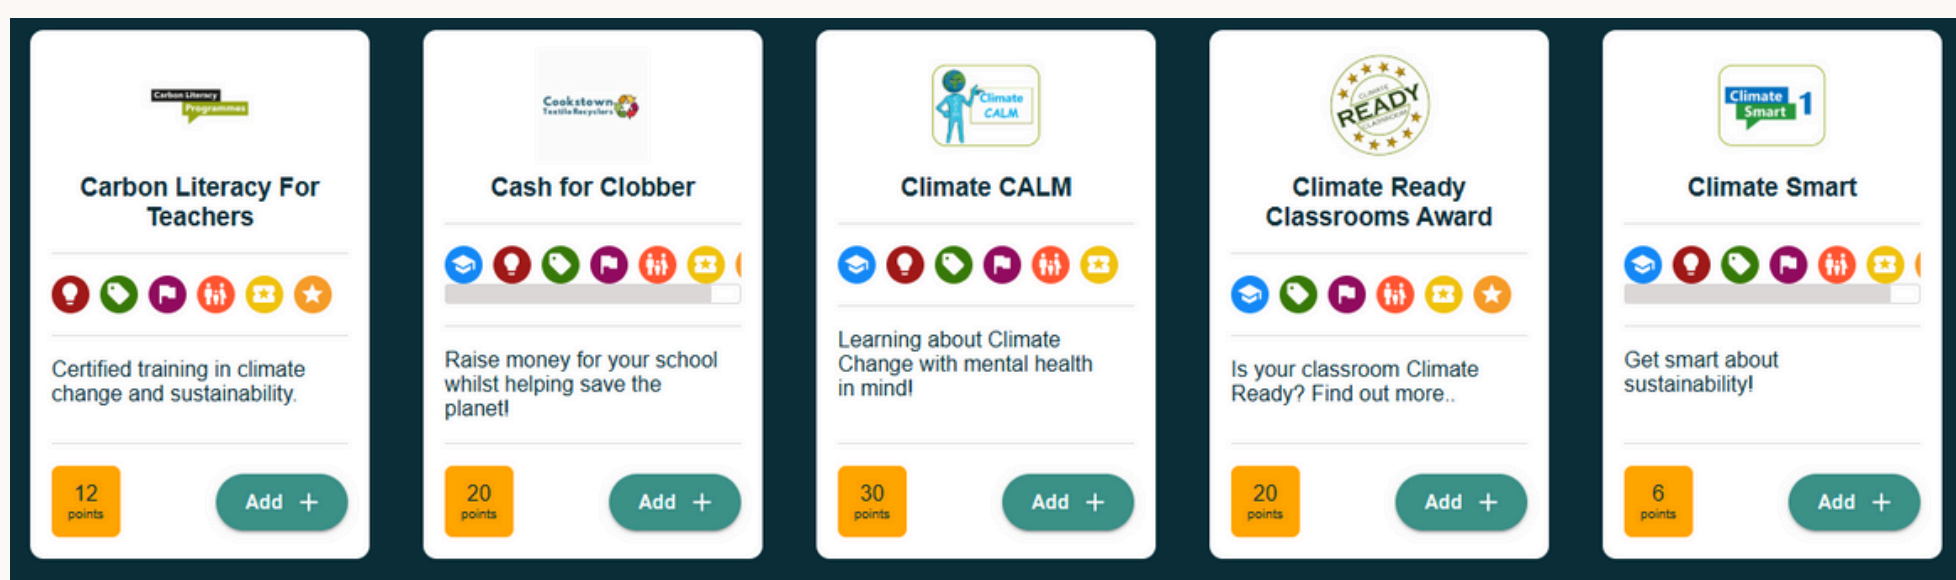 Carbon Literacy
Programmes
Carbon Literacy For
Teachers
Certified training in climate
change and sustainability.
12
points
Add +
Cookstown
Textile Recyclers
Cash for Clobber
Raise money for your school
whilst helping save the
planet!
20
points
Add +
Climate
CALM
Climate CALM
Learning about Climate
Change with mental health
in mind!
30
points
Add +
CLIMATE
READY
CLASSROOM
Climate Ready
Classrooms Award
Is your classroom Climate
Ready? Find out more..
20
points
Add +
Climate
Smart 1
Climate Smart
Get smart about
sustainability!
6
points
Add +